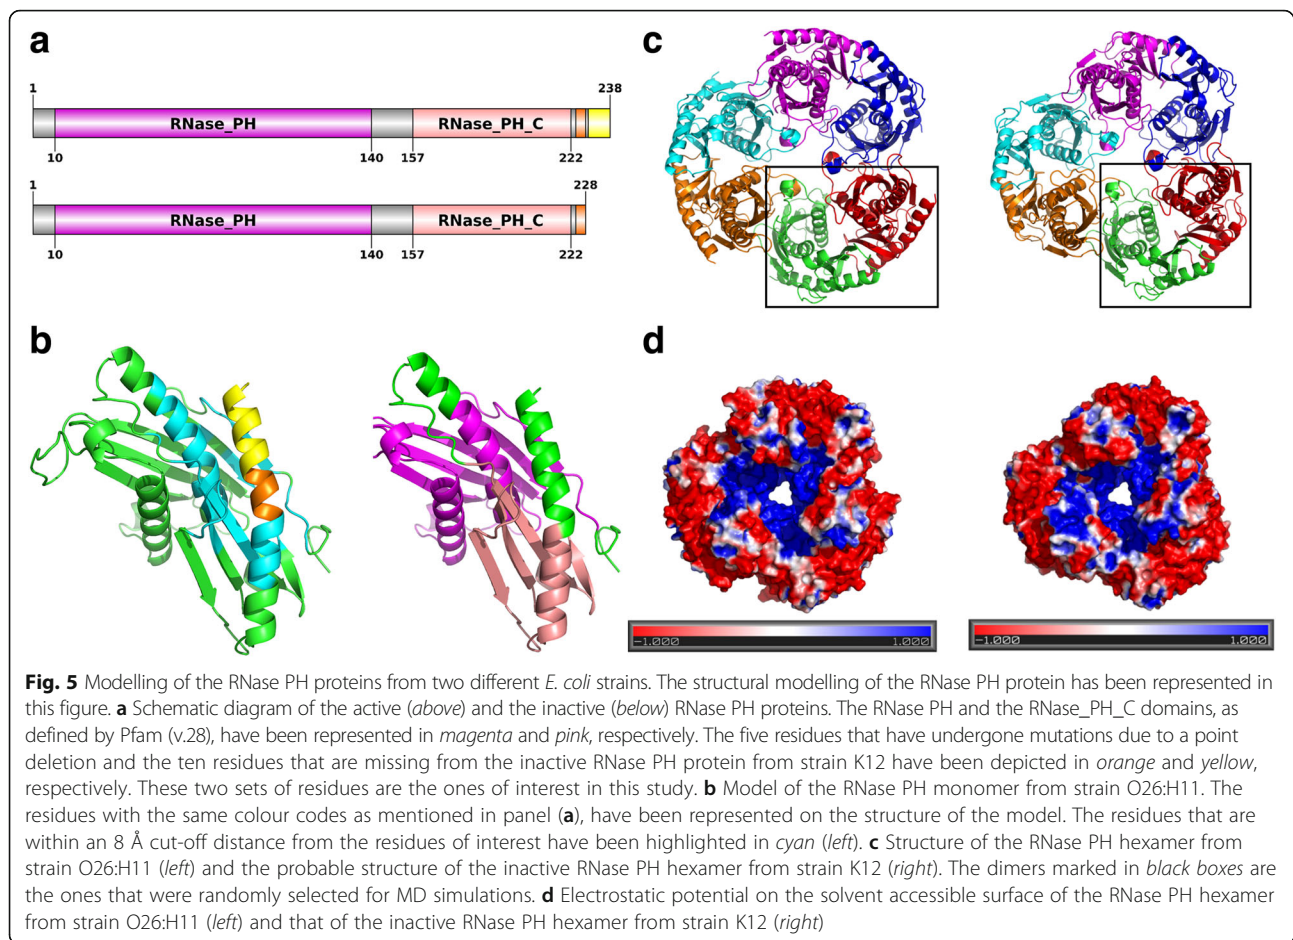 a
1
238
RNase_PH
RNase_PH_C
10
140
157
222
1
228
RNase_PH
RNase_PH_C
10
140
157
222
c
b
d
-1.000
1.000
-1.000
1.000
Fig. 5 Modelling of the RNase PH proteins from two different E. coli strains. The structural modelling of the RNase PH protein has been represented in
this figure. a Schematic diagram of the active (above) and the inactive (below) RNase PH proteins. The RNase PH and the RNase_PH_C domains, as
defined by Pfam (v.28), have been represented in magenta and pink, respectively. The five residues that have undergone mutations due to a point
deletion and the ten residues that are missing from the inactive RNase PH protein from strain K12 have been depicted in orange and yellow,
respectively. These two sets of residues are the ones of interest in this study. b Model of the RNase PH monomer from strain O26:H11. The
residues with the same colour codes as mentioned in panel (a), have been represented on the structure of the model. The residues that are
within an 8 Å cut-off distance from the residues of interest have been highlighted in cyan (left). c Structure of the RNase PH hexamer from
strain O26:H11 (left) and the probable structure of the inactive RNase PH hexamer from strain K12 (right). The dimers marked in black boxes are
the ones that were randomly selected for MD simulations. d Electrostatic potential on the solvent accessible surface of the RNase PH hexamer
from strain O26:H11 (left) and that of the inactive RNase PH hexamer from strain K12 (right)